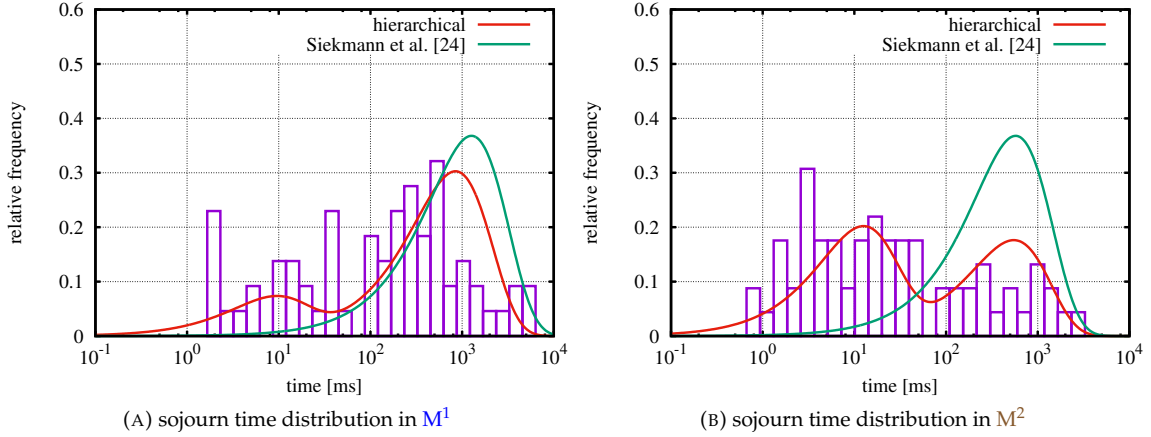 0.6
0.5
0.4
0.3
0.2
0.1
0
relative frequency
hierarchical
Siekmann et al. [24]
10^-1 10^0 10^1 10^2 10^3 10^4
time [ms]
(A) sojourn time distribution in M^1
0.6
0.5
0.4
0.3
0.2
0.1
0
relative frequency
hierarchical
Siekmann et al. [24]
10^-1 10^0 10^1 10^2 10^3 10^4
time [ms]
(B) sojourn time distribution in M^2